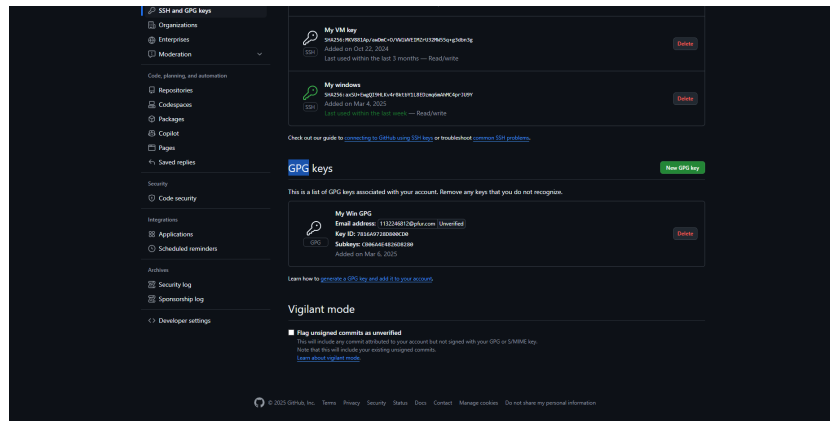 SSH and GPG keys
Organizations
Enterprises
Moderation
Code, planning, and automation
Repositories
Codespaces
Packages
Copilot
Pages
Saved replies
Security
Code security
Integrations
Applications
Scheduled reminders
Archives
Security log
Sponsorship log
Developer settings
My VM key
SSH
Added on Oct 22, 2024
Last used within the last 3 months — Read/write
Delete
My windows
SSH
Added on Mar 4, 2025
Last used within the last week — Read/write
Delete
Check out our guide to connecting to GitHub using SSH keys or troubleshoot common SSH problems.
GPG keys
New GPG key
This is a list of GPG keys associated with your account. Remove any keys that you do not recognize.
My Win GPG
Email address: 1132246812@pfur.com Unverified
GPG
Key ID: 7816A9728D800CD0
Subkeys: C806A4E4826D8280
Added on Mar 6, 2025
Delete
Learn how to generate a GPG key and add it to your account.
Vigilant mode
Flag unsigned commits as unverified
This will include any commit attributed to your account but not signed with your GPG or S/MIME key.
Note that this will include your existing unsigned commits.
Learn about vigilant mode.
© 2025 GitHub, Inc. Terms Privacy Security Status Docs Contact Manage cookies Do not share my personal information